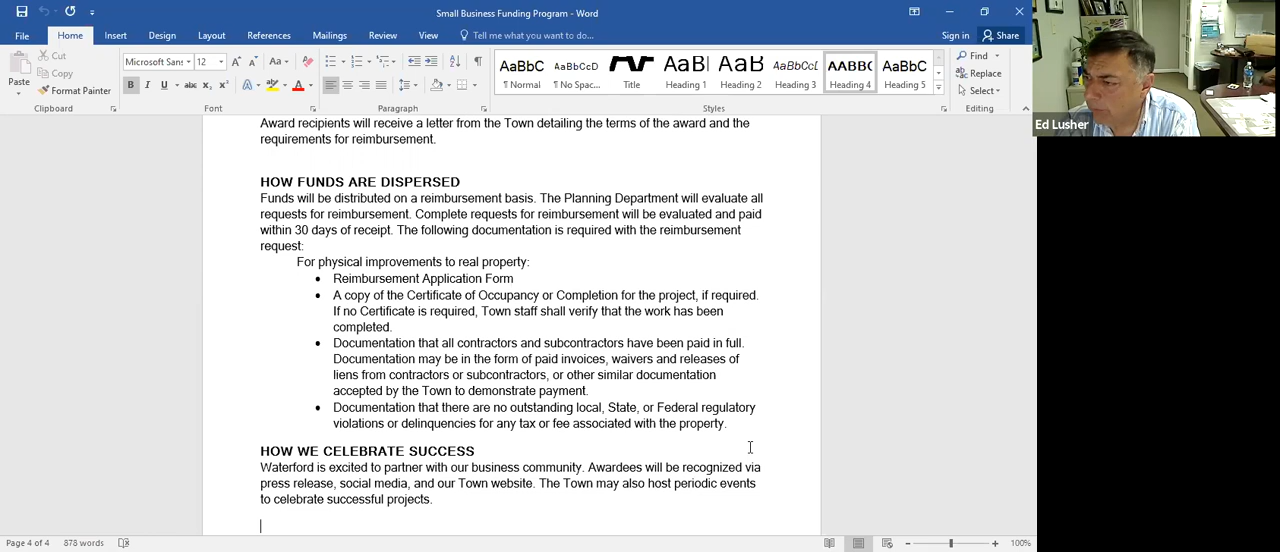 Small Business Funding Program - Word
File Home Insert Design Layout References Mailings Review View Tell me what you want to do... Sign in Share
Cut
Copy
Format Painter
Paste
Microsoft Sans 12
AaBbC AaBbCcD AaBl AaBb AaBbCcL AABBC AaBbC
¶ Normal ¶ No Spac... Title Heading 1 Heading 2 Heading 3 Heading 4 Heading 5
Find
Replace
Select
Clipboard Font Paragraph Styles Editing
Ed Lusher
Award recipients will receive a letter from the Town detailing the terms of the award and the
requirements for reimbursement.
HOW FUNDS ARE DISPERSED
Funds will be distributed on a reimbursement basis. The Planning Department will evaluate all
requests for reimbursement. Complete requests for reimbursement will be evaluated and paid
within 30 days of receipt. The following documentation is required with the reimbursement
request:
For physical improvements to real property:
• Reimbursement Application Form
• A copy of the Certificate of Occupancy or Completion for the project, if required.
If no Certificate is required, Town staff shall verify that the work has been
completed.
• Documentation that all contractors and subcontractors have been paid in full.
Documentation may be in the form of paid invoices, waivers and releases of
liens from contractors or subcontractors, or other similar documentation
accepted by the Town to demonstrate payment.
• Documentation that there are no outstanding local, State, or Federal regulatory
violations or delinquencies for any tax or fee associated with the property.
HOW WE CELEBRATE SUCCESS
Waterford is excited to partner with our business community. Awardees will be recognized via
press release, social media, and our Town website. The Town may also host periodic events
to celebrate successful projects.
Page 4 of 4 878 words 100%